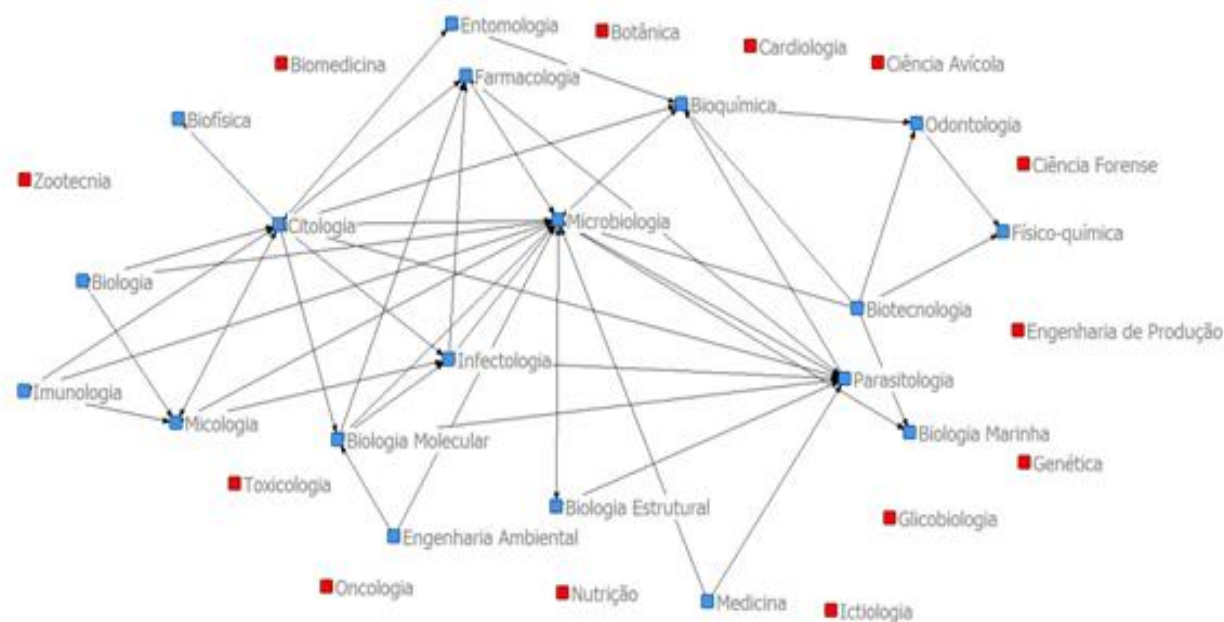 Entomologia
Botânica
Cardiologia
Biomedicina
Ciência Avícola
Farmacologia
Bioquímica
Biofísica
Odontologia
Ciência Forense
Zootecnia
Citologia
Microbiologia
Físico-química
Biologia
Biotecnologia
Engenharia de Produção
Infectologia
Parasitologia
Imunologia
Micologia
Biologia Molecular
Biologia Marinha
Genética
Toxicologia
Biologia Estrutural
Glicobiologia
Engenharia Ambiental
Oncologia
Nutrição
Medicina
Ictiologia